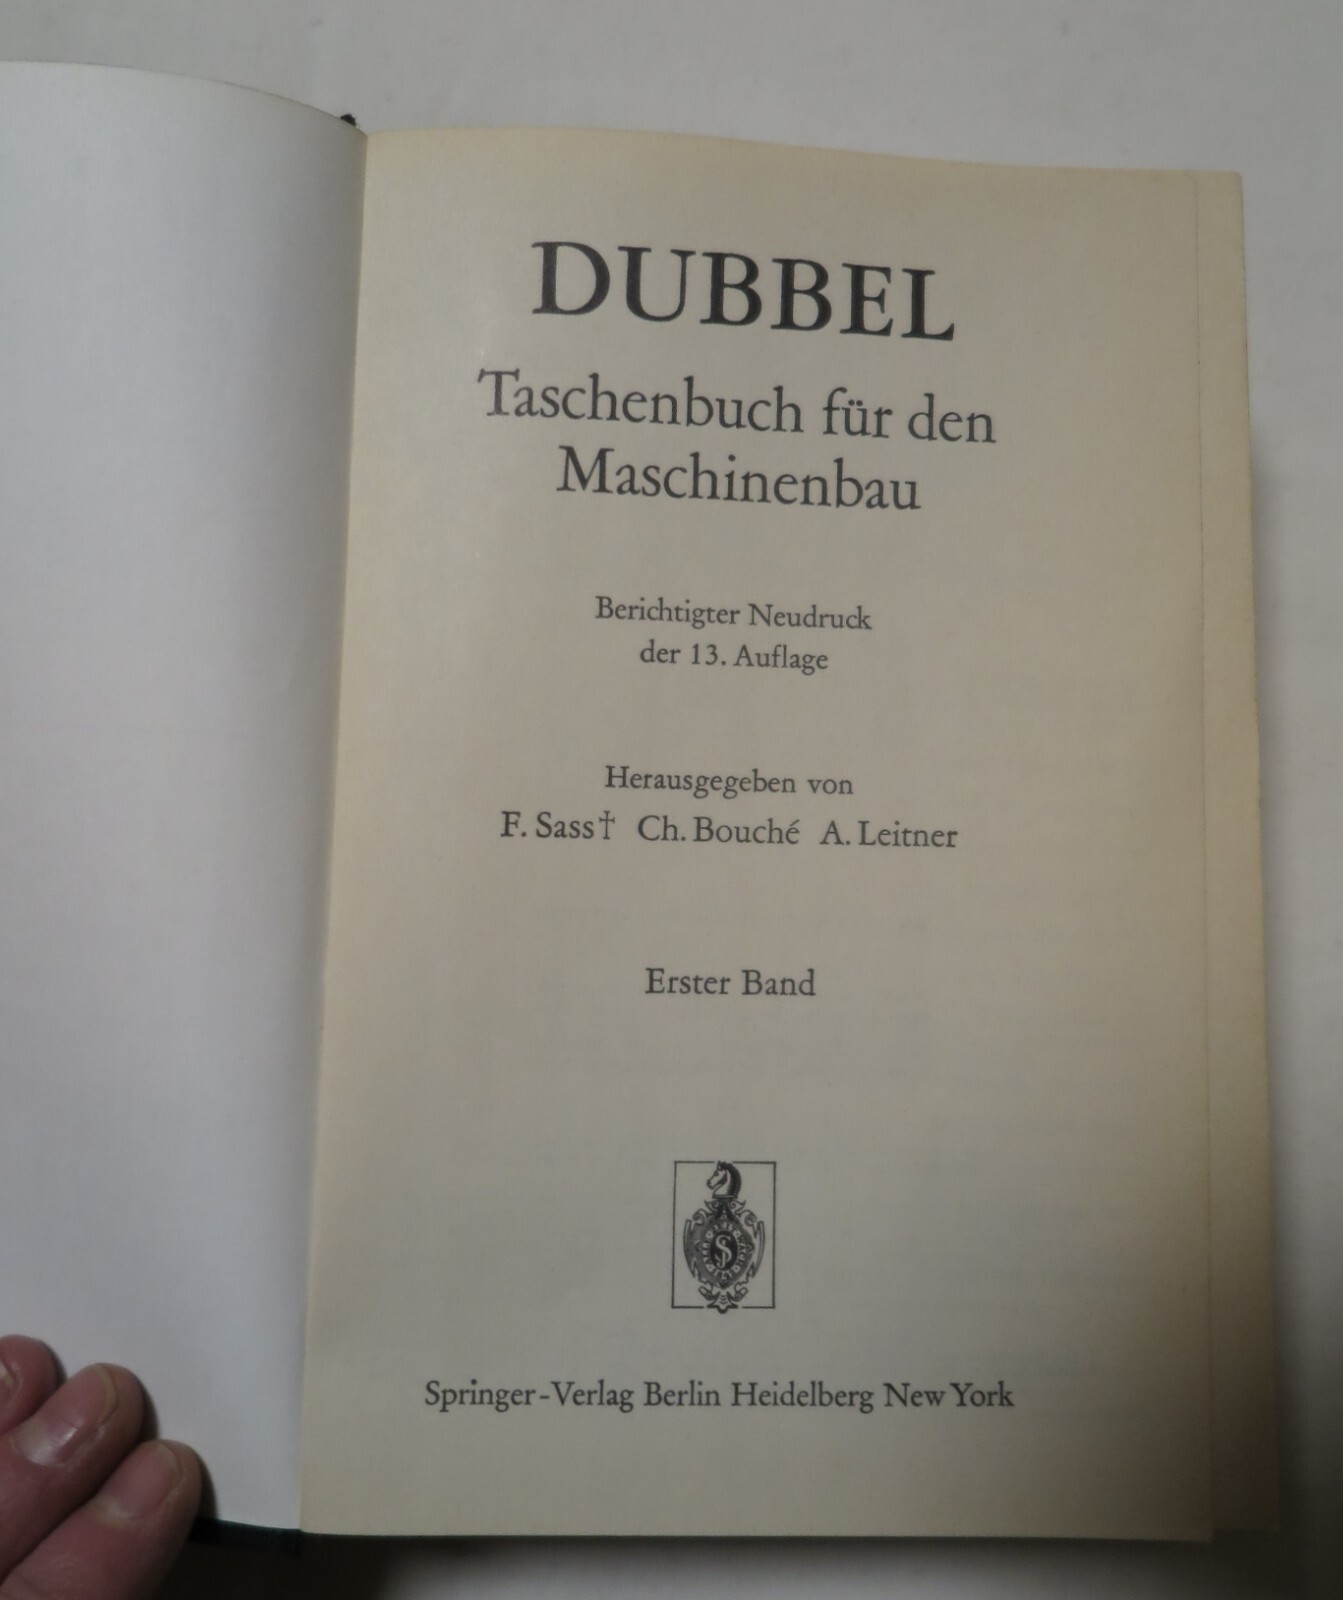 DUBBEL
Taschenbuch für den
Maschinenbau
Berichtigter Neudruck
der 13. Auflage
Herausgegeben von
F. Sass† Ch. Bouché A. Leitner
Erster Band
Springer-Verlag Berlin Heidelberg New York